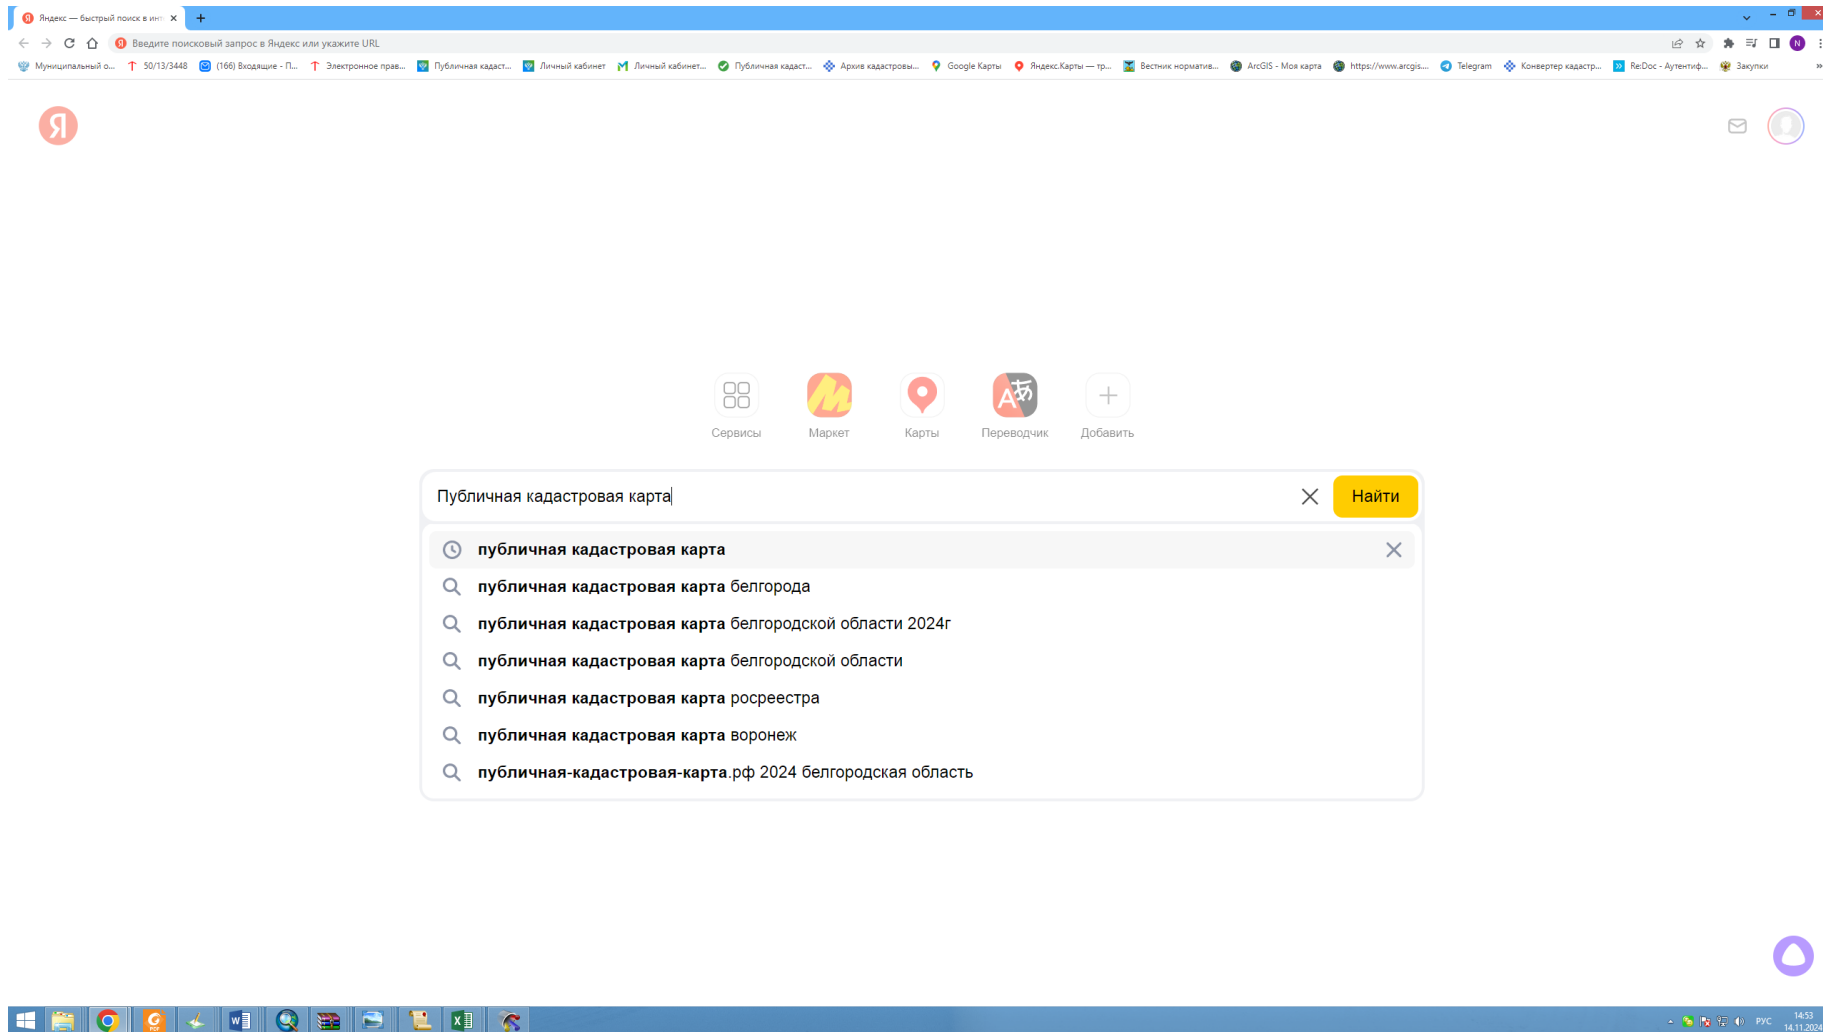 Яндекс — быстрый поиск в инт
Введите поисковый запрос в Яндекс или укажите URL
N
Муниципальный о... 50/13/3448 (166) Входящие - П... Электронное прав... Публичная кадаст... Личный кабинет Личный кабинет... Публичная кадаст... Архив кадастровы... Google Карты Яндекс.Карты — тр... Вестник норматив... ArcGIS - Моя карта https://www.arcgis.... Telegram Конвертер кадастр... Re:Doc - Аутентиф... Закупки »
Я
Сервисы Маркет Карты Переводчик Добавить
Публичная кадастровая карта Найти
публичная кадастровая карта
публичная кадастровая карта белгорода
публичная кадастровая карта белгородской области 2024г
публичная кадастровая карта белгородской области
публичная кадастровая карта росреестра
публичная кадастровая карта воронеж
публичная-кадастровая-карта.рф 2024 белгородская область
РУС 14:53
14.11.2024